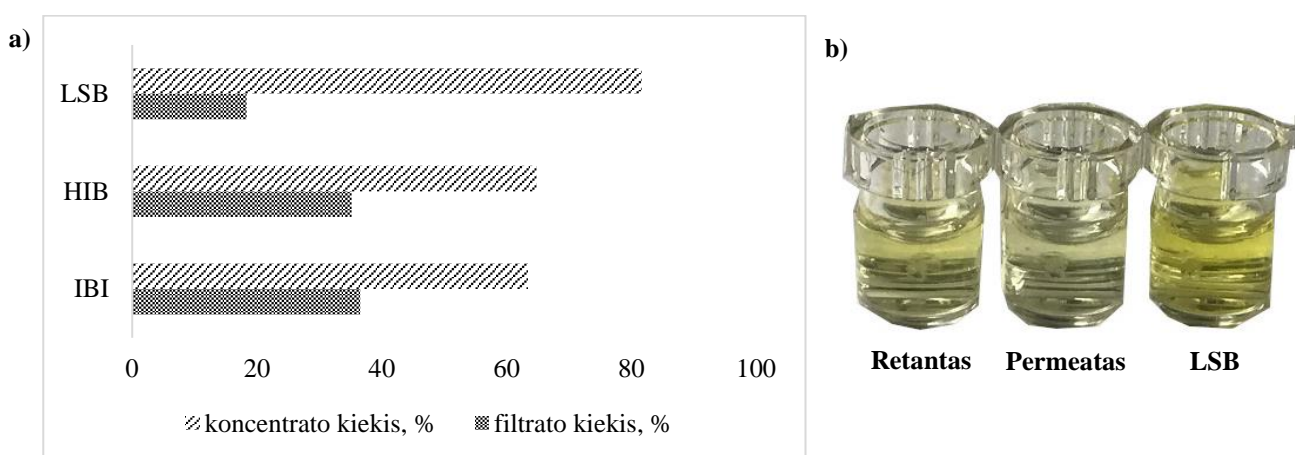 a)
LSB
HIB
IBI
0 20 40 60 80 100
koncentrato kiekis, % filtrato kiekis, %
b)
Retantas Permeatas LSB